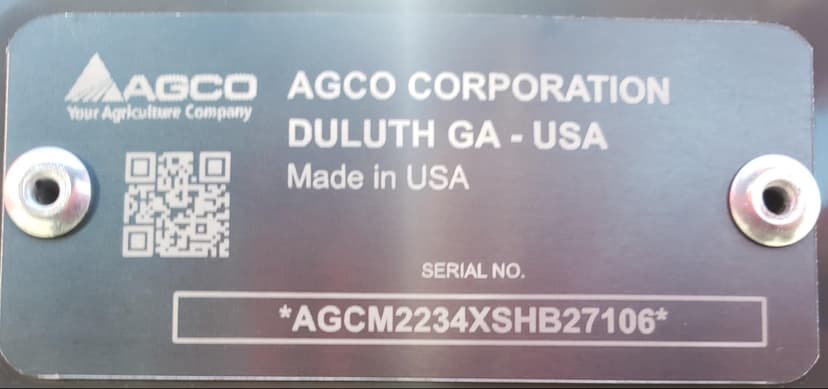 AGCO
Your Agriculture Company
AGCO CORPORATION
DULUTH GA - USA
Made in USA
SERIAL NO.
*AGCM2234XSHB27106*